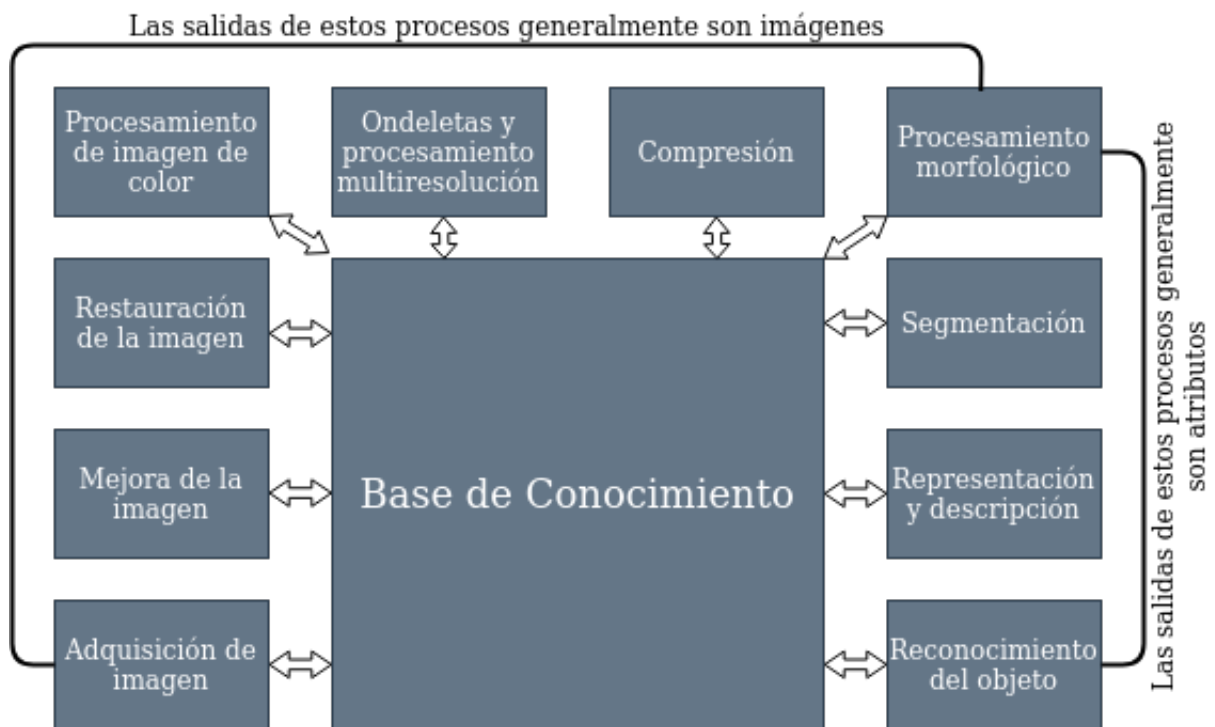 Las salidas de estos procesos generalmente son imágenes
Procesamiento
de imagen de
color
Ondeletas y
procesamiento
multiresolución
Compresión
Procesamiento
morfológico
Restauración
de la imagen
Segmentación
Mejora de la
imagen
Base de Conocimiento
Representación
y descripción
Adquisición de
imagen
Reconocimiento
del objeto
Las salidas de estos procesos generalmente
son atributos